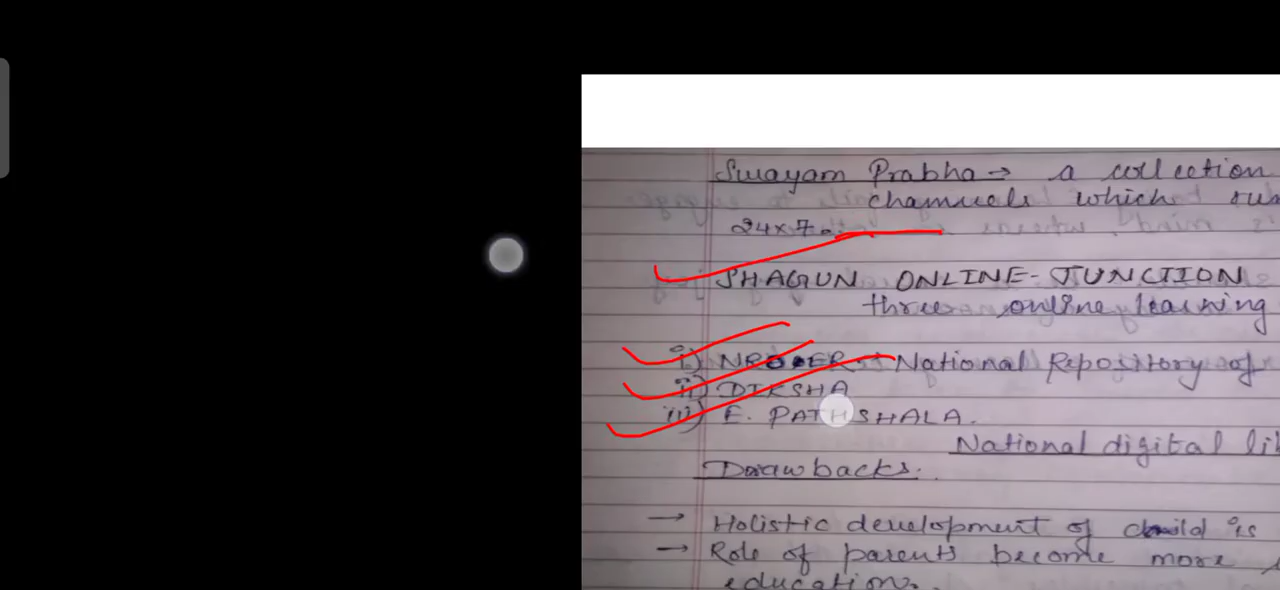 Swayam Prabha → a collection
channels which
24x7.
SHAGUN ONLINE-JUNCTION
three online learning
i) NROER → National Repository of
ii) DIKSHA
iii) E. PATHSHALA.
National digital
Drawbacks.
→ Holistic development of child is
→ Role of parents become more
education.